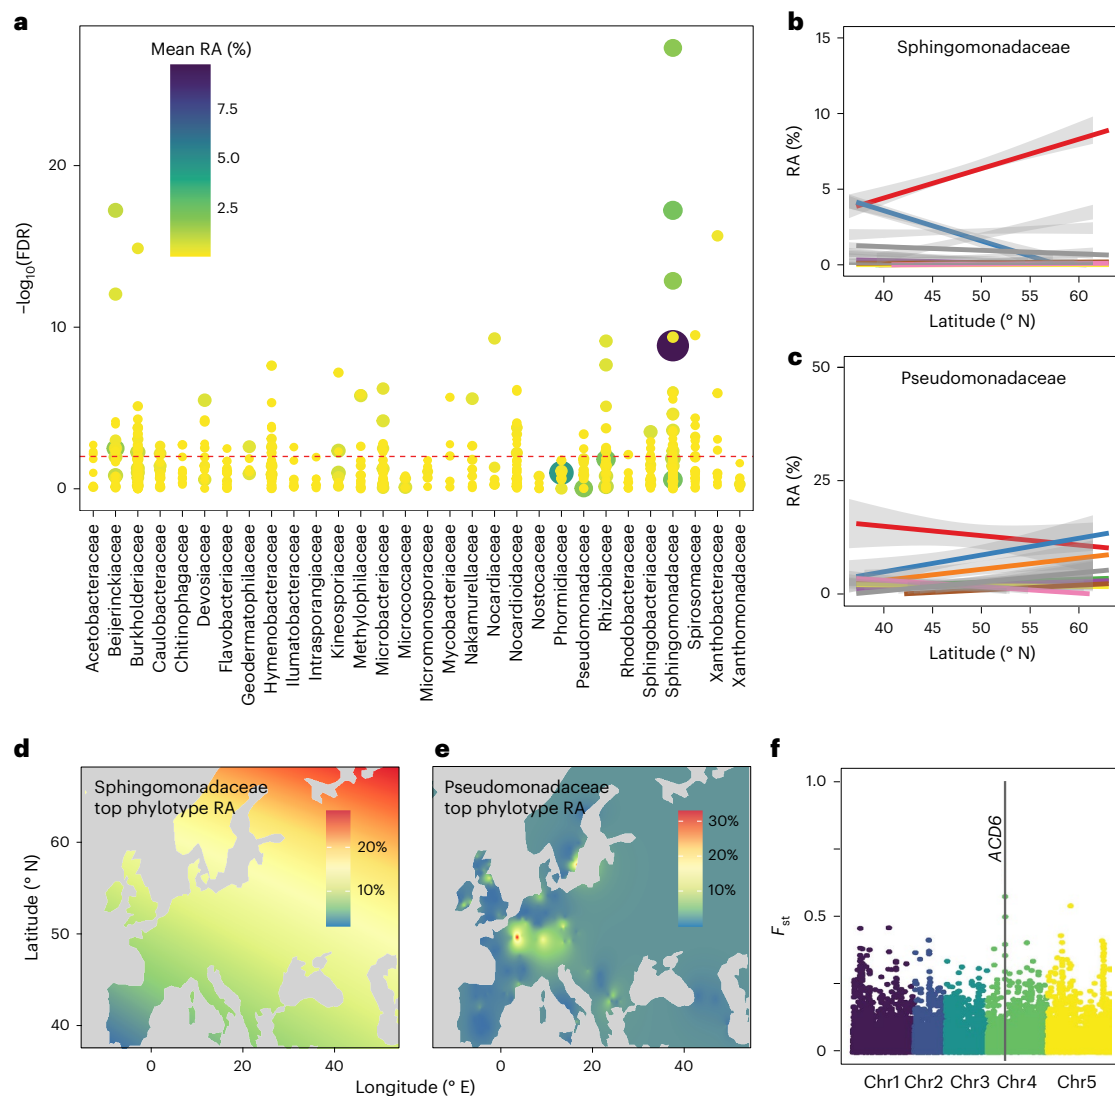 a
Mean RA (%)
7.5
5.0
2.5
20
10
0
–log10(FDR)
Acetobacteraceae
Beijerinckiaceae
Burkholderiaceae
Caulobacteraceae
Chitinophagaceae
Devosiaceae
Flavobacteriaceae
Geodermatophilaceae
Hymenobacteraceae
Ilumatobacteraceae
Intrasporangiaceae
Kineosporiaceae
Methylophilaceae
Microbacteriaceae
Micrococcaceae
Micromonosporaceae
Mycobacteriaceae
Nakamurellaceae
Nocardiaceae
Nocardioidaceae
Nostocaceae
Phormidiaceae
Pseudomonadaceae
Rhizobiaceae
Rhodobacteraceae
Sphingobacteriaceae
Sphingomonadaceae
Spirosomaceae
Xanthobacteraceae
Xanthomonadaceae
b
Sphingomonadaceae
15
10
5
0
RA (%)
40 45 50 55 60
Latitude (° N)
c
Pseudomonadaceae
50
25
0
RA (%)
40 45 50 55 60
Latitude (° N)
d
Sphingomonadaceae
top phylotype RA
20%
10%
60
50
40
Latitude (° N)
0 20 40
e
Pseudomonadaceae
top phylotype RA
30%
20%
10%
0 20 40
Longitude (° E)
f
1.0
0.5
0
Fst
ACD6
Chr1 Chr2 Chr3 Chr4 Chr5